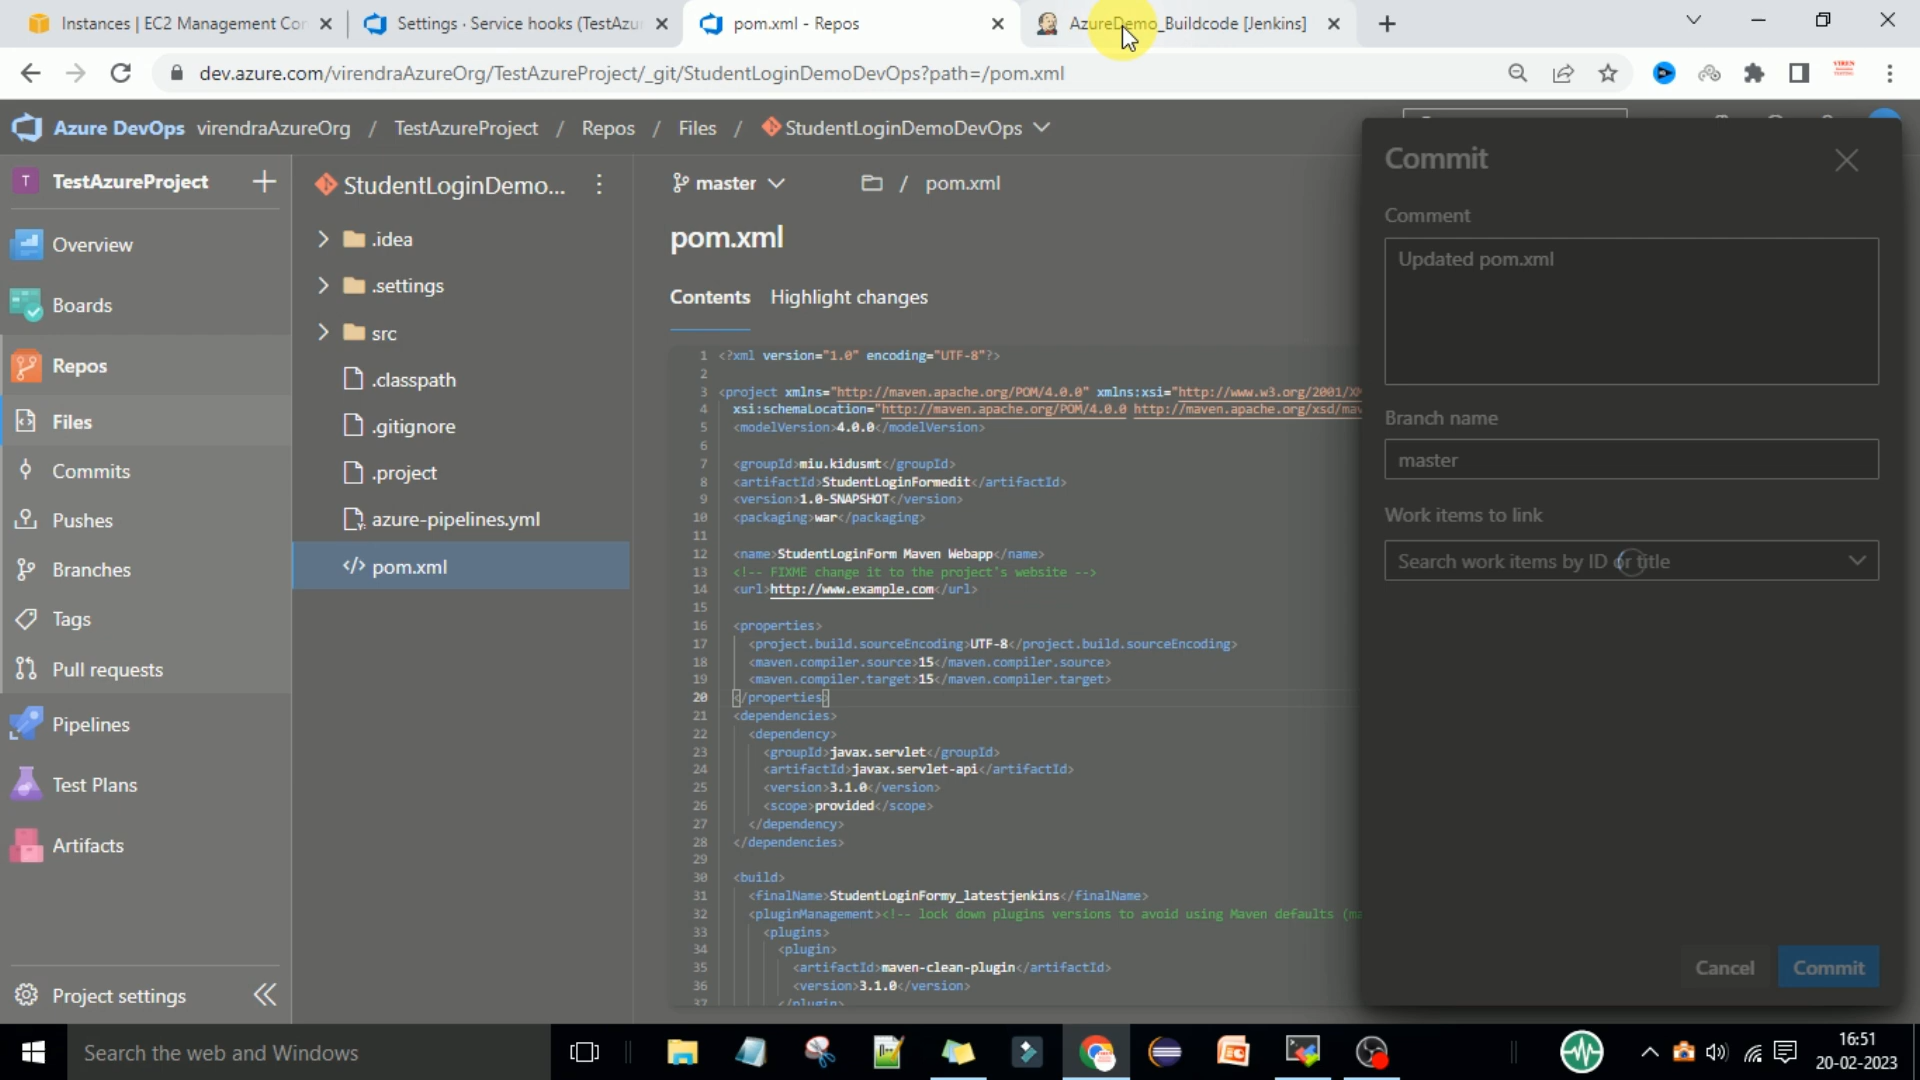 Instances | EC2 Management Con
Settings · Service hooks (TestAzur
pom.xml - Repos
AzureDemo_Buildcode [Jenkins]
dev.azure.com/virendraAzureOrg/TestAzureProject/_git/StudentLoginDemoDevOps?path=/pom.xml
Azure DevOps virendraAzureOrg / TestAzureProject / Repos / Files / StudentLoginDemoDevOps
T TestAzureProject
Overview
Boards
Repos
Files
Commits
Pushes
Branches
Tags
Pull requests
Pipelines
Test Plans
Artifacts
Project settings
StudentLoginDemo...
.idea
.settings
src
.classpath
.gitignore
.project
azure-pipelines.yml
pom.xml
master
/ pom.xml
pom.xml
Contents Highlight changes
1 <?xml version="1.0" encoding="UTF-8"?>
2
3 <project xmlns="http://maven.apache.org/POM/4.0.0" xmlns:xsi="http://www.w3.org/2001/XM
4 xsi:schemaLocation="http://maven.apache.org/POM/4.0.0 http://maven.apache.org/xsd/mav
5 <modelVersion>4.0.0</modelVersion>
6
7 <groupId>miu.kidusmt</groupId>
8 <artifactId>StudentLoginFormedit</artifactId>
9 <version>1.0-SNAPSHOT</version>
10 <packaging>war</packaging>
11
12 <name>StudentLoginForm Maven Webapp</name>
13 <!-- FIXME change it to the project's website -->
14 <url>http://www.example.com</url>
15
16 <properties>
17 <project.build.sourceEncoding>UTF-8</project.build.sourceEncoding>
18 <maven.compiler.source>15</maven.compiler.source>
19 <maven.compiler.target>15</maven.compiler.target>
20 </properties>
21 <dependencies>
22 <dependency>
23 <groupId>javax.servlet</groupId>
24 <artifactId>javax.servlet-api</artifactId>
25 <version>3.1.0</version>
26 <scope>provided</scope>
27 </dependency>
28 </dependencies>
29
30 <build>
31 <finalName>StudentLoginFormy_latestjenkins</finalName>
32 <pluginManagement><!-- lock down plugins versions to avoid using Maven defaults (ma
33 <plugins>
34 <plugin>
35 <artifactId>maven-clean-plugin</artifactId>
36 <version>3.1.0</version>
37 </plugin>
Commit
Comment
Updated pom.xml
Branch name
master
Work items to link
Search work items by ID or title
Cancel
Commit
Search the web and Windows
16:51
20-02-2023